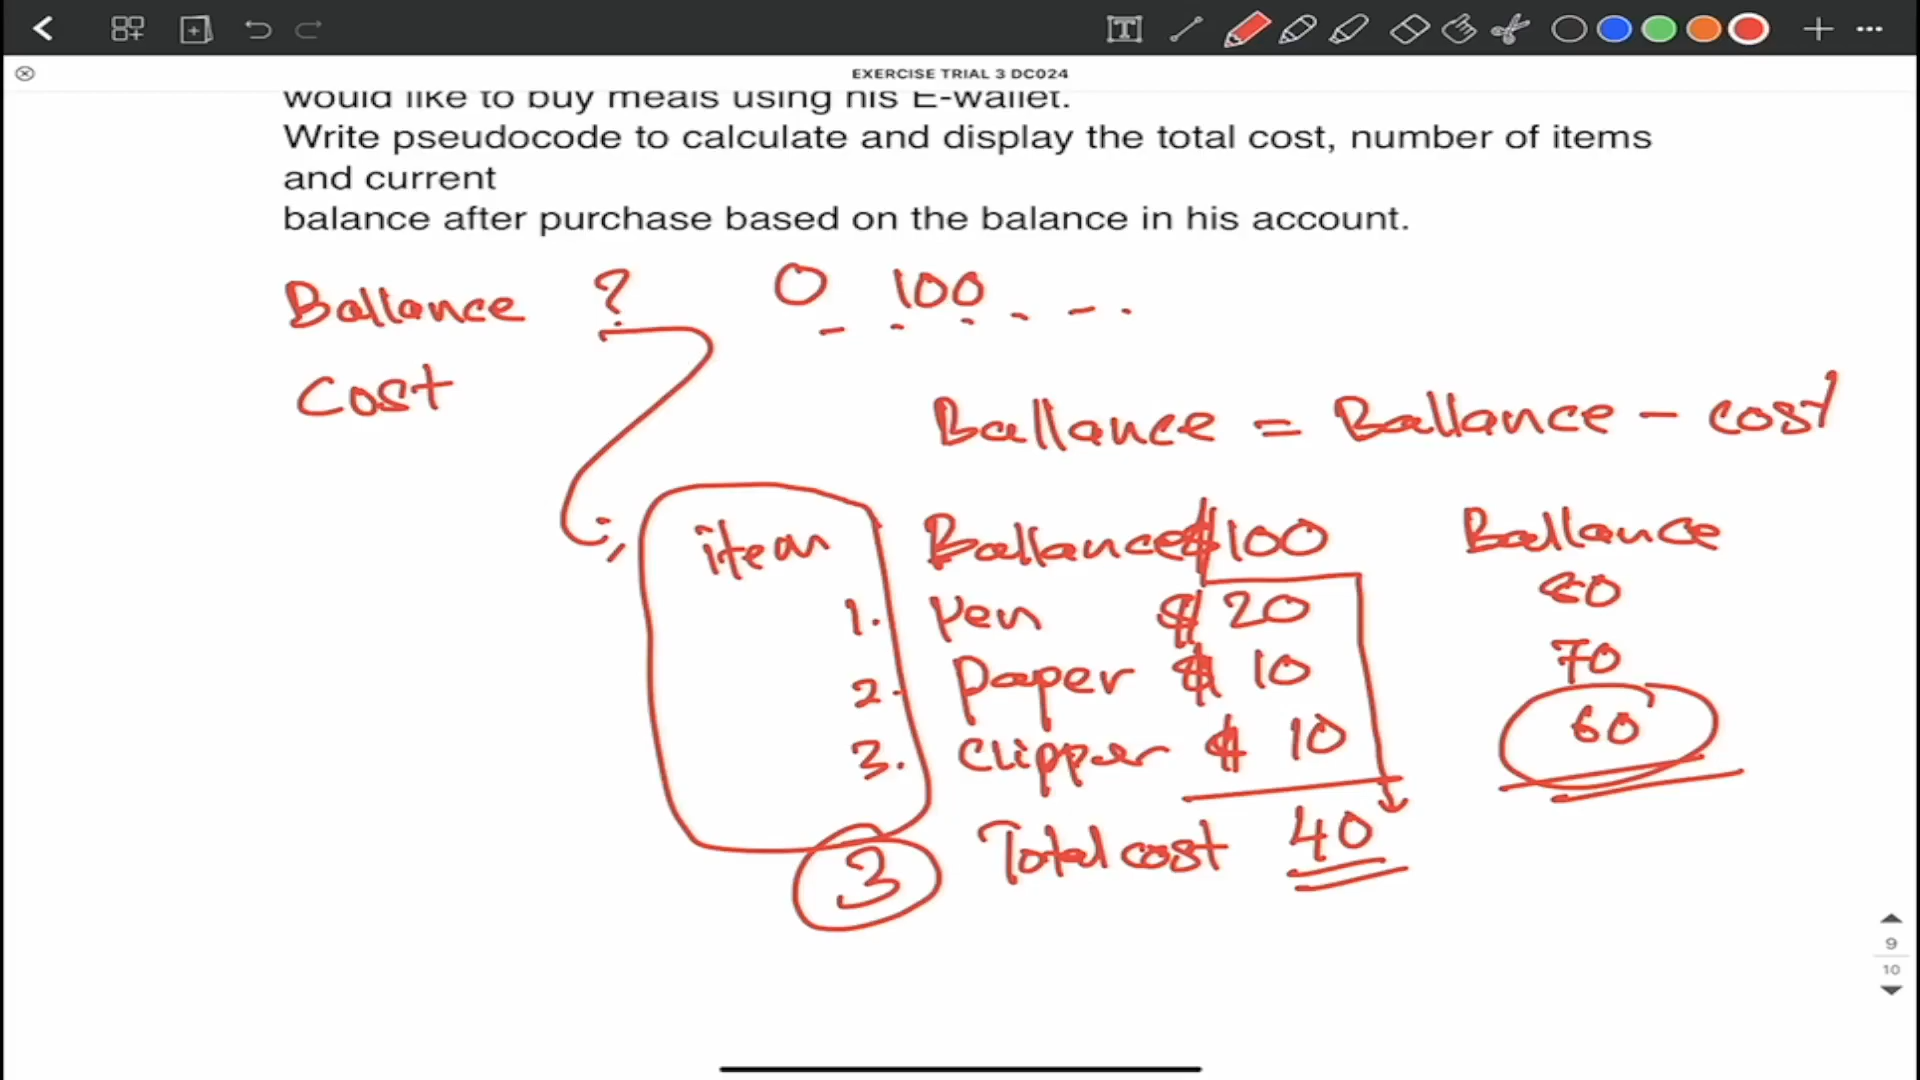 EXERCISE TRIAL 3 DC024
would like to buy meals using his E-wallet.
Write pseudocode to calculate and display the total cost, number of items
and current
balance after purchase based on the balance in his account.
Ballance ? 0 100
Cost
Ballance = Ballance - cost
item Ballance $100 Ballance
1. Pen $ 20 80
2. Paper $ 10 70
3. Clipper $ 10 60
3 Total cost 40
9
10